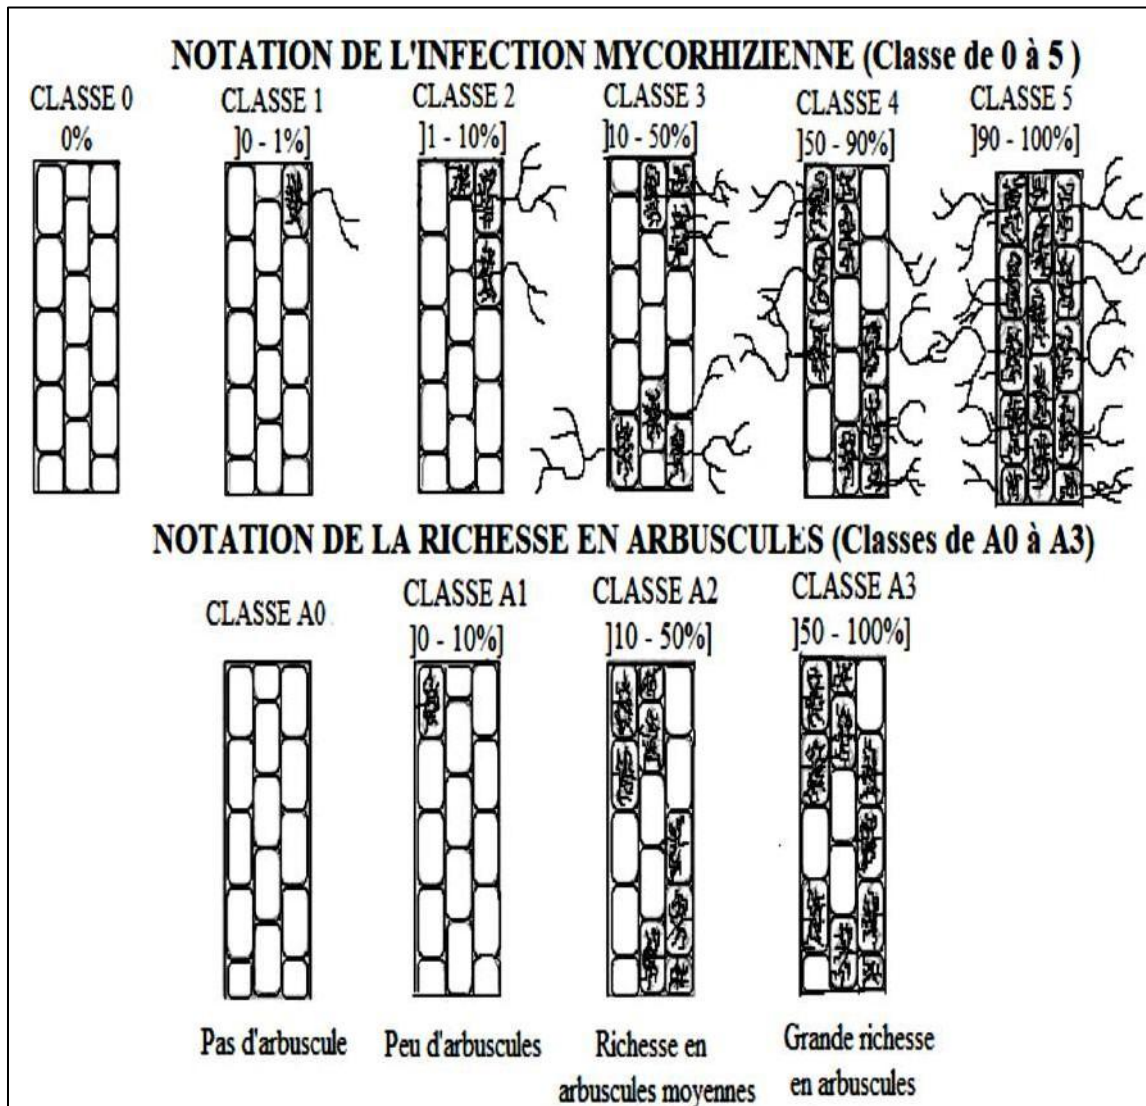 NOTATION DE L'INFECTION MYCORHIZIENNE (Classe de 0 à 5 )
CLASSE 0
0%
CLASSE 1
]0 - 1%]
CLASSE 2
]1 - 10%]
CLASSE 3
]10 - 50%]
CLASSE 4
]50 - 90%]
CLASSE 5
]90 - 100%]
NOTATION DE LA RICHESSE EN ARBUSCULES (Classes de A0 à A3)
CLASSE A0
CLASSE A1
]0 - 10%]
CLASSE A2
]10 - 50%]
CLASSE A3
]50 - 100%]
Pas d'arbuscule
Peu d'arbuscules
Richesse en
arbuscules moyennes
Grande richesse
en arbuscules